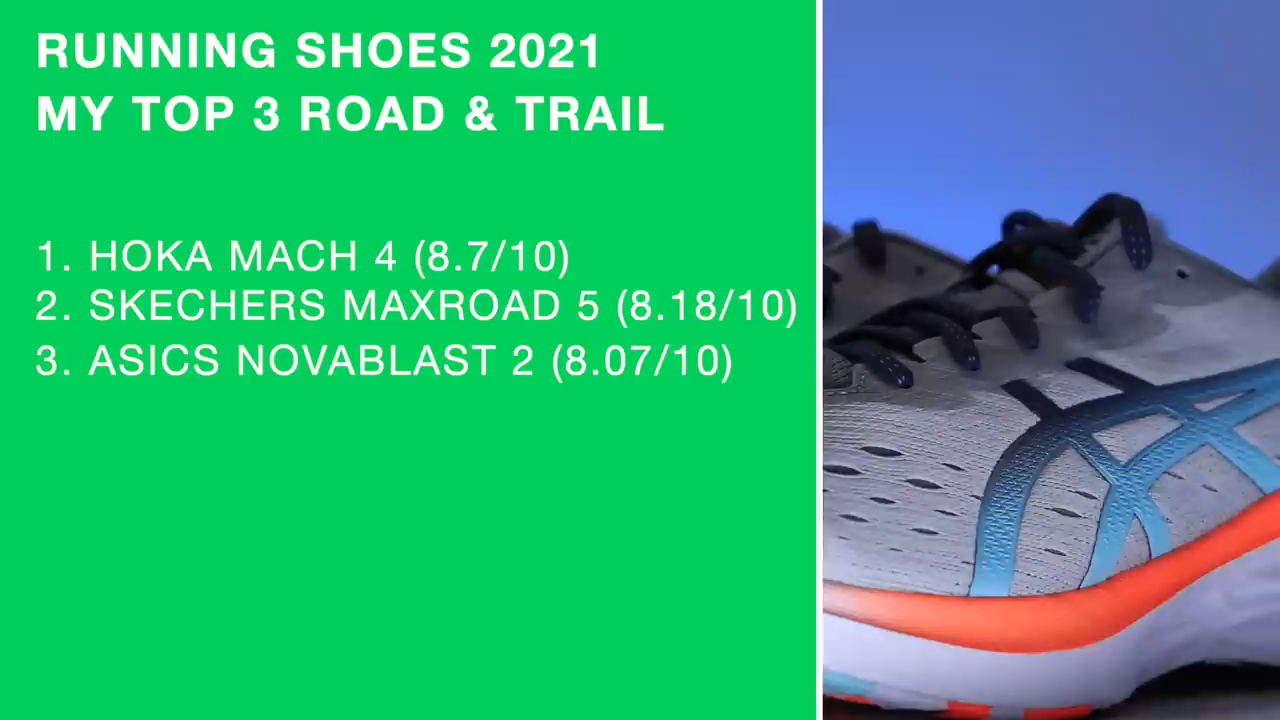 RUNNING SHOES 2021
MY TOP 3 ROAD & TRAIL
1. HOKA MACH 4 (8.7/10)
2. SKECHERS MAXROAD 5 (8.18/10)
3. ASICS NOVABLAST 2 (8.07/10)